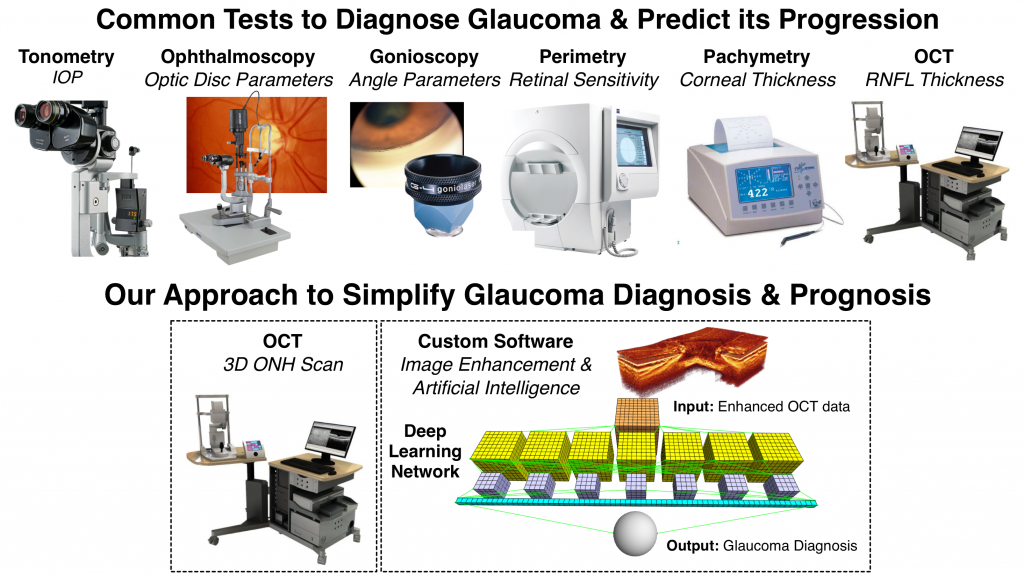 Common Tests to Diagnose Glaucoma & Predict its Progression
Tonometry
IOP
Ophthalmoscopy
Optic Disc Parameters
Gonioscopy
Angle Parameters
Perimetry
Retinal Sensitivity
Pachymetry
Corneal Thickness
OCT
RNFL Thickness
G-4 goniolaser
422
Our Approach to Simplify Glaucoma Diagnosis & Prognosis
OCT
3D ONH Scan
Custom Software
Image Enhancement &
Artificial Intelligence
Input: Enhanced OCT data
Deep
Learning
Network
Output: Glaucoma Diagnosis